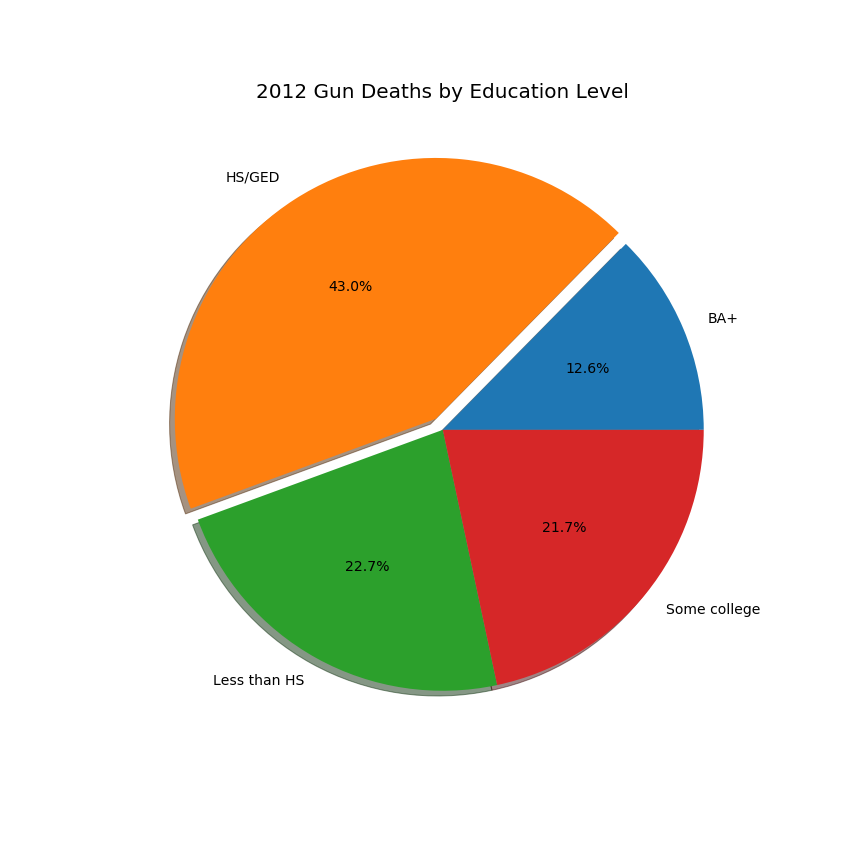 2012 Gun Deaths by Education Level
HS/GED
43.0%
BA+
12.6%
21.7%
22.7%
Some college
Less than HS